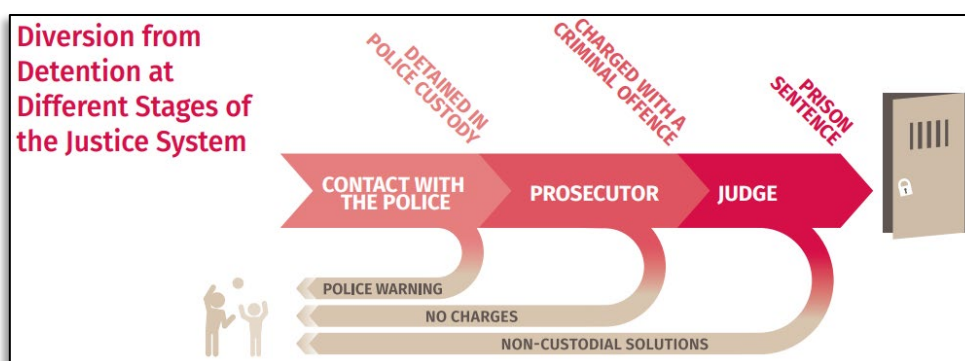 Diversion from
Detention at
Different Stages of
the Justice System
DETAINED IN
POLICE CUSTODY
CHARGED WITH A
CRIMINAL OFFENCE
PRISON
SENTENCE
CONTACT WITH
THE POLICE
PROSECUTOR
JUDGE
POLICE WARNING
NO CHARGES
NON-CUSTODIAL SOLUTIONS